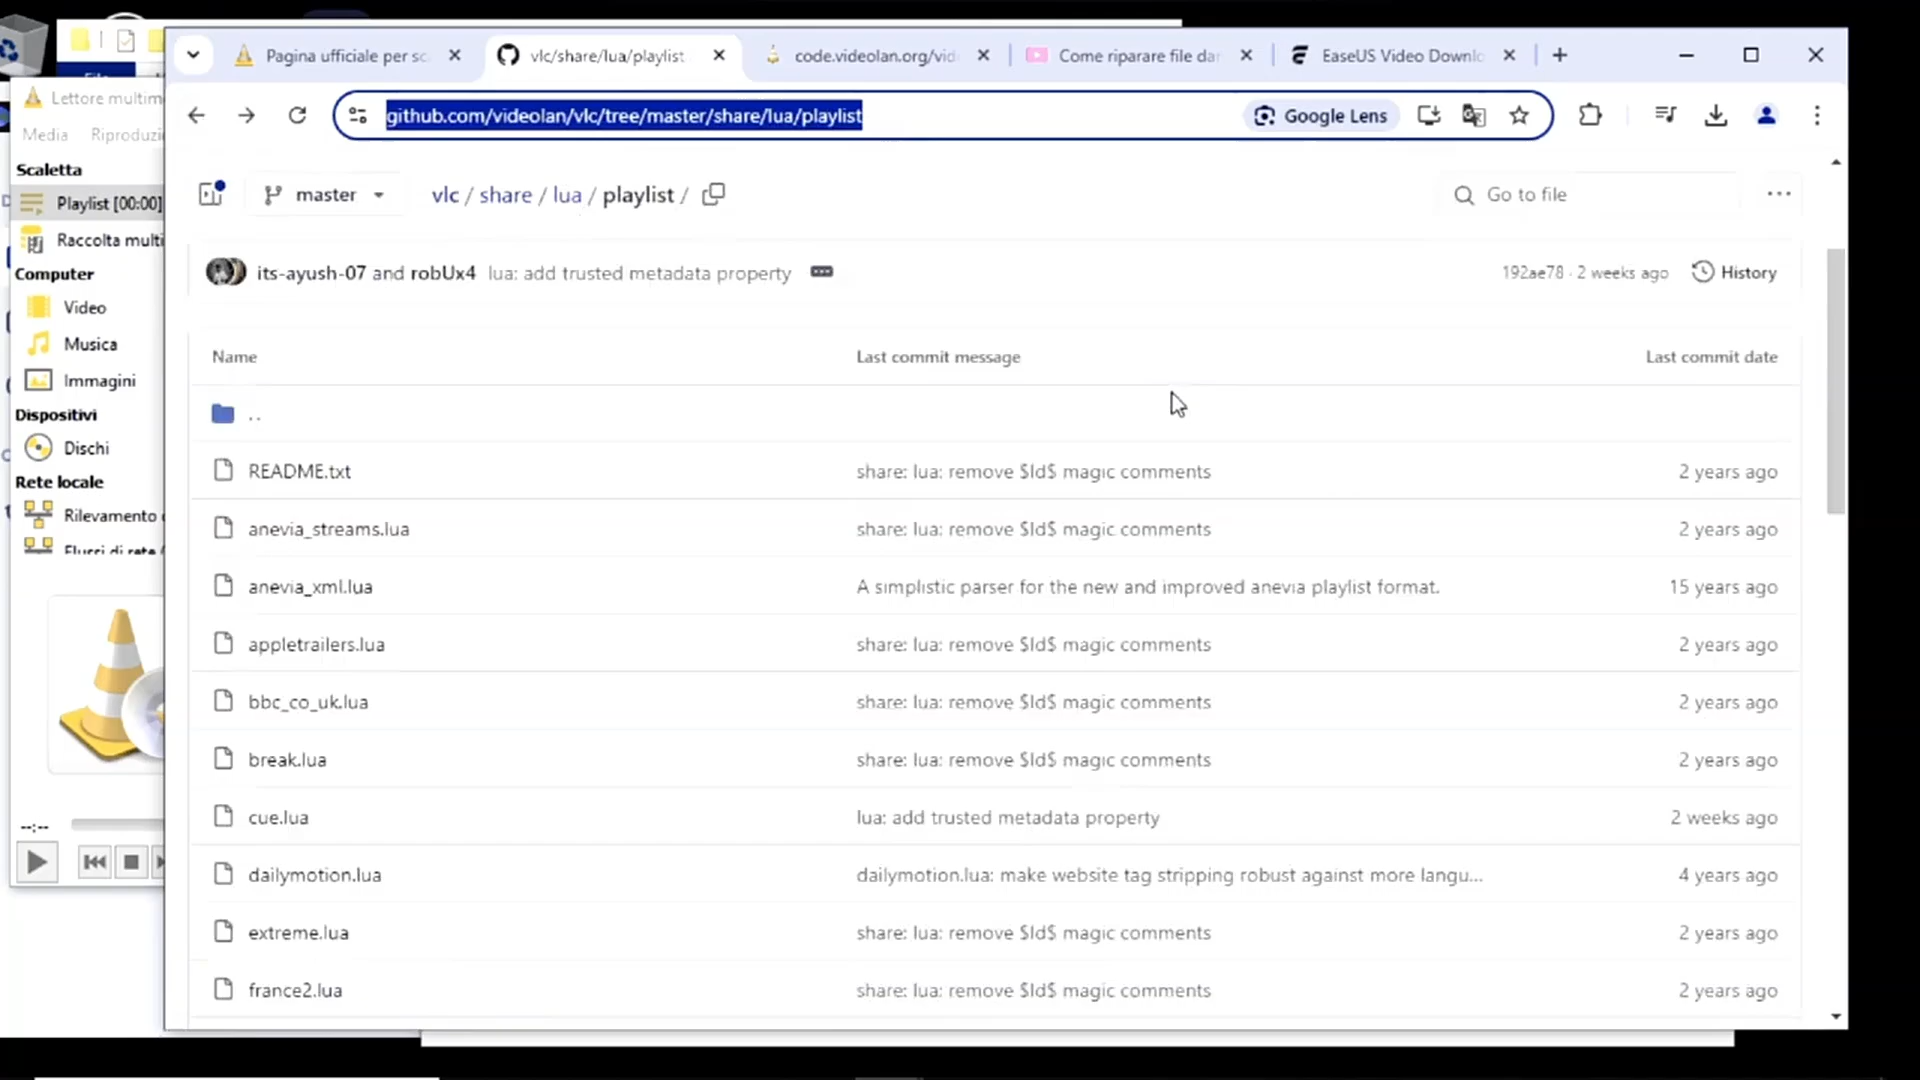 Pagina ufficiale per sc
vlc/share/lua/playlist
code.videolan.org/vid
Come riparare file dan
EaseUS Video Downlo
github.com/videolan/vlc/tree/master/share/lua/playlist
Google Lens
Lettore multim
Media Riproduzi
Scaletta
Playlist [00:00]
Raccolta multi
Computer
Video
Musica
Immagini
Dispositivi
Dischi
Rete locale
Rilevamento
Flussi di rete
--:--
master
vlc / share / lua / playlist /
Go to file
its-ayush-07 and robUx4 lua: add trusted metadata property
192ae78 · 2 weeks ago
History
Name Last commit message Last commit date
..
README.txt share: lua: remove $Id$ magic comments 2 years ago
anevia_streams.lua share: lua: remove $Id$ magic comments 2 years ago
anevia_xml.lua A simplistic parser for the new and improved anevia playlist format. 15 years ago
appletrailers.lua share: lua: remove $Id$ magic comments 2 years ago
bbc_co_uk.lua share: lua: remove $Id$ magic comments 2 years ago
break.lua share: lua: remove $Id$ magic comments 2 years ago
cue.lua lua: add trusted metadata property 2 weeks ago
dailymotion.lua dailymotion.lua: make website tag stripping robust against more langu... 4 years ago
extreme.lua share: lua: remove $Id$ magic comments 2 years ago
france2.lua share: lua: remove $Id$ magic comments 2 years ago